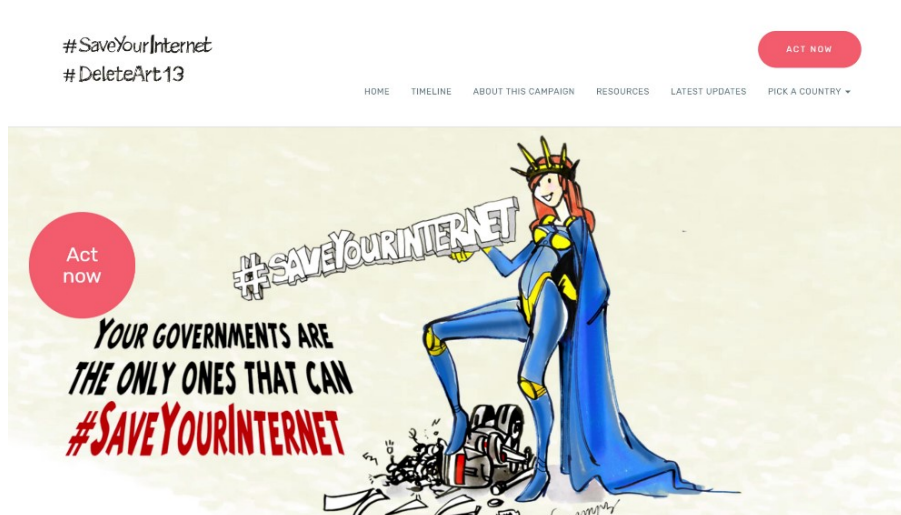 #SaveYourInternet
#DeleteArt13
ACT NOW
HOME TIMELINE ABOUT THIS CAMPAIGN RESOURCES LATEST UPDATES PICK A COUNTRY
#SAVEYOURINTERNET
Act
now
YOUR GOVERNMENTS ARE
THE ONLY ONES THAT CAN
#SAVEYOURINTERNET